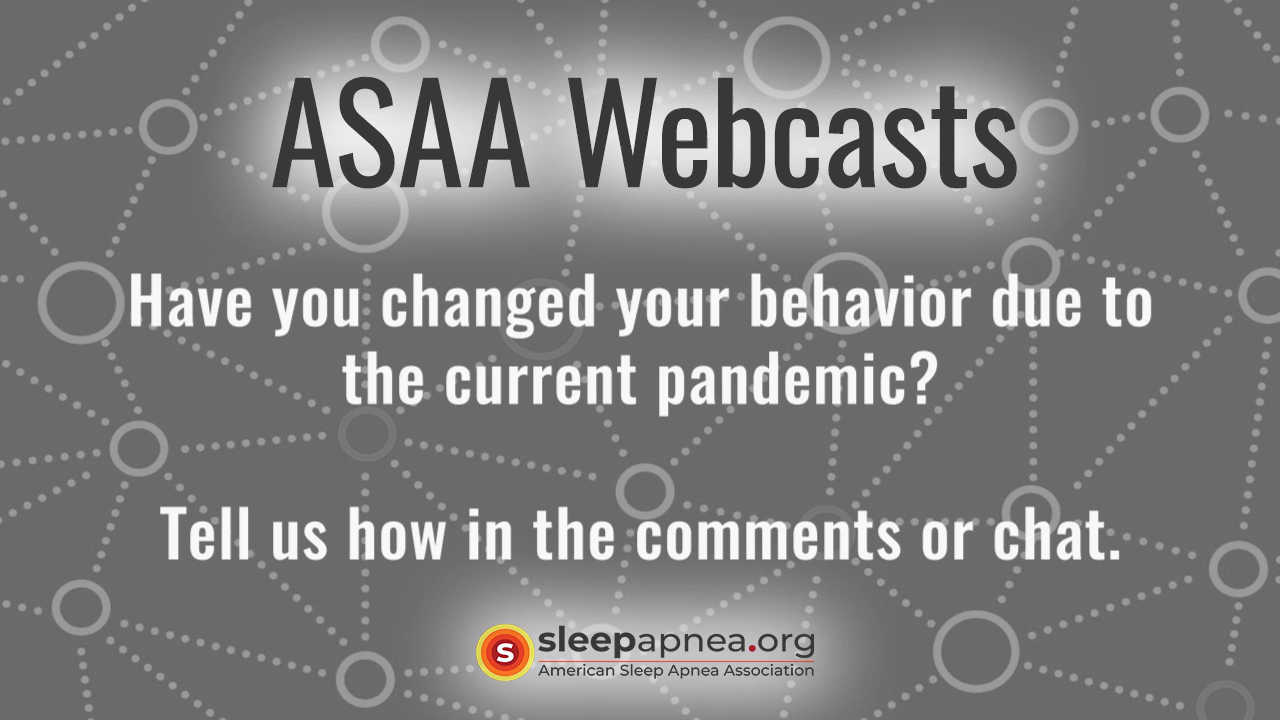 ASAA Webcasts
Have you changed your behavior due to
the current pandemic?
Tell us how in the comments or chat.
s
sleepapnea.org
American Sleep Apnea Association